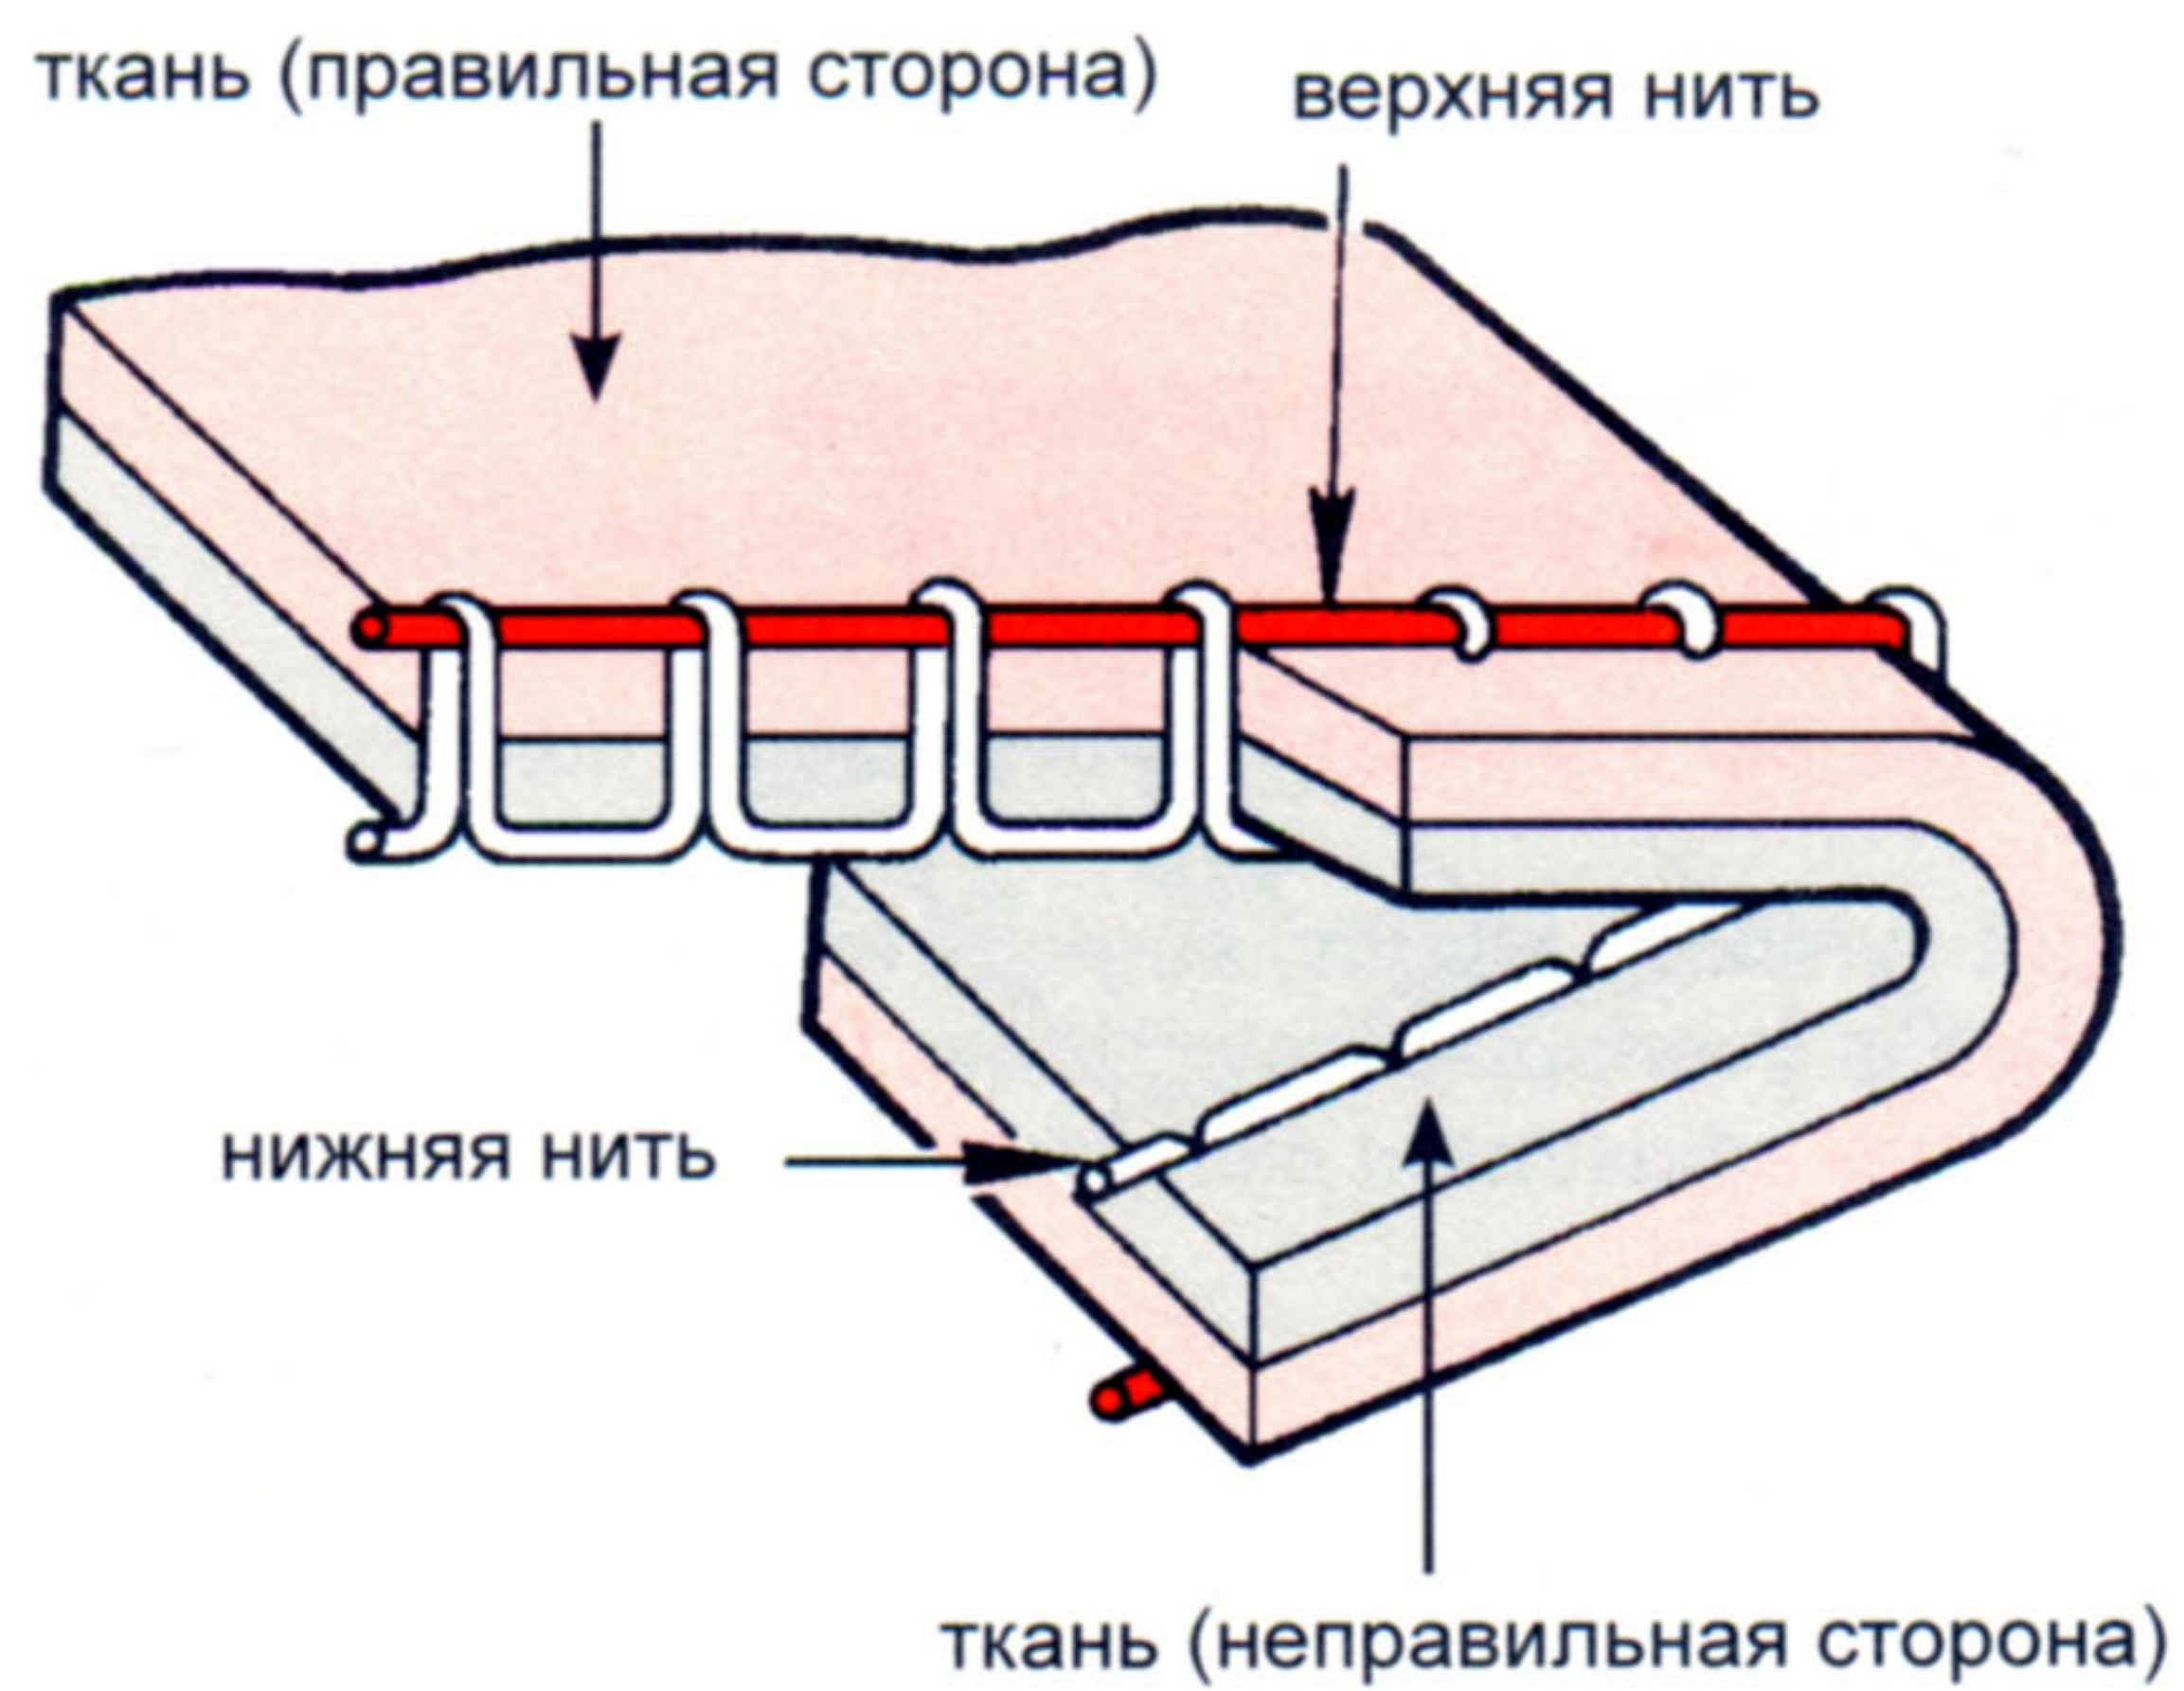 ткань (правильная сторона)
верхняя нить
нижняя нить
ткань (неправильная сторона)